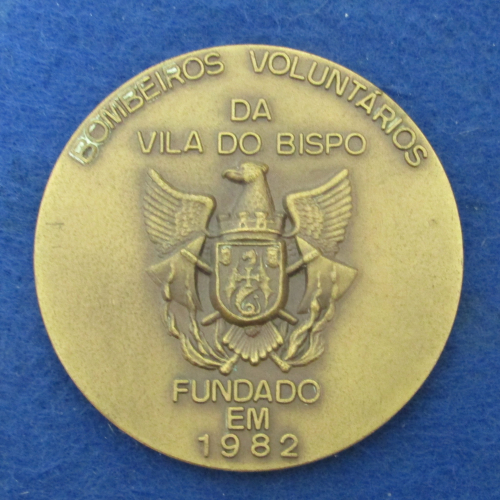 BOMBEIROS VOLUNTÁRIOS
DA
VILA DO BISPO
FUNDADO
EM
1982